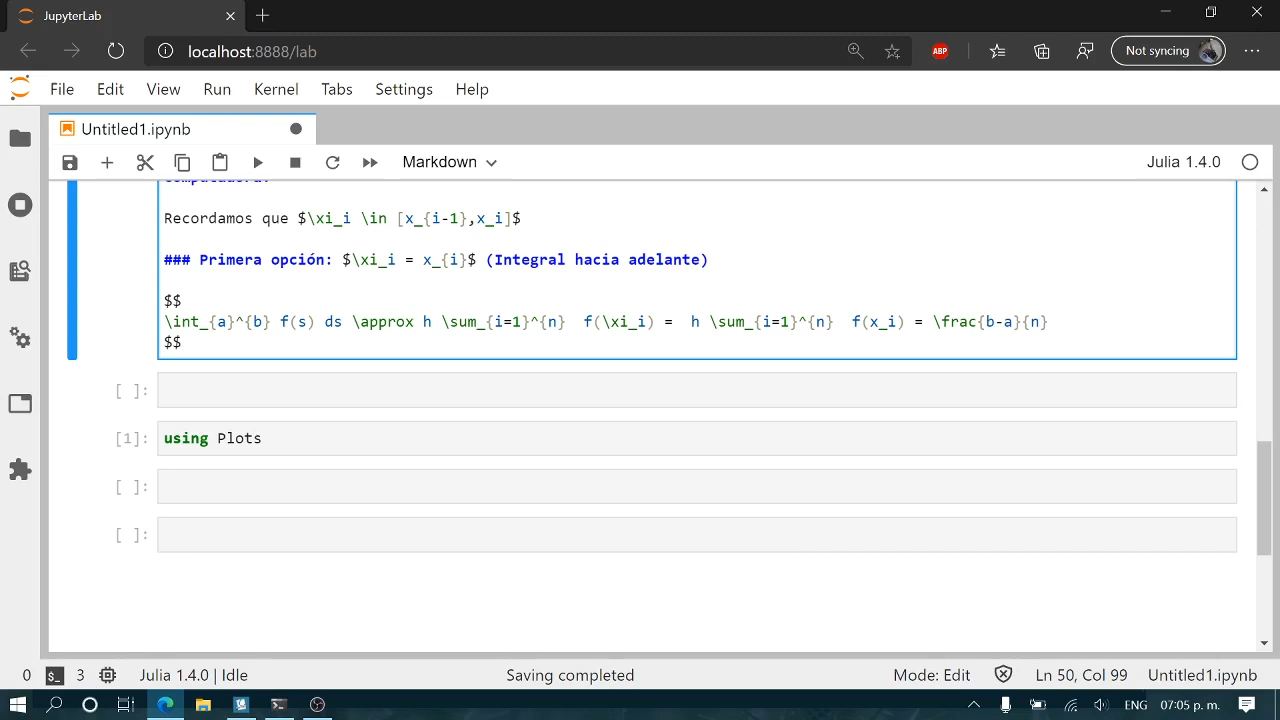 JupyterLab
localhost:8888/lab
ABP
Not syncing
File Edit View Run Kernel Tabs Settings Help
Untitled1.ipynb
Markdown
Julia 1.4.0
Recordamos que $\xi_i \in [x_{i-1},x_i]$
### Primera opción: $\xi_i = x_{i}$ (Integral hacia adelante)
$$
\int_{a}^{b} f(s) ds \approx h \sum_{i=1}^{n}  f(\xi_i) =  h \sum_{i=1}^{n}  f(x_i) = \frac{b-a}{n}
$$
[ ]:
[1]: using Plots
[ ]:
[ ]:
0 $_ 3 Julia 1.4.0 | Idle Saving completed Mode: Edit Ln 50, Col 99 Untitled1.ipynb
ENG 07:05 p. m.